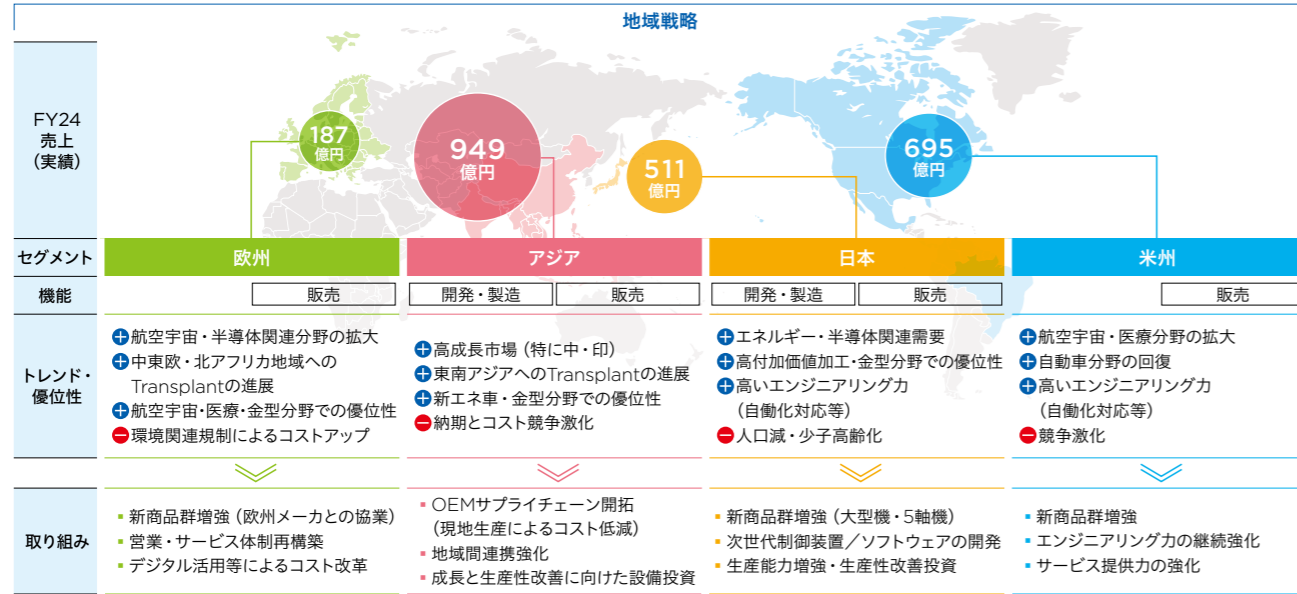 地域戦略
FY24
売上
（実績）
187
億円
949
億円
511
億円
695
億円
セグメント
欧州
アジア
日本
米州
機能
販売
開発・製造
販売
開発・製造
販売
販売
トレンド・
優位性
＋航空宇宙・半導体関連分野の拡大
＋中東欧・北アフリカ地域への
Transplantの進展
＋航空宇宙・医療・金型分野での優位性
－環境関連規制によるコストアップ
＋高成長市場（特に中・印）
＋東南アジアへのTransplantの進展
＋新エネ車・金型分野での優位性
－納期とコスト競争激化
＋エネルギー・半導体関連需要
＋高付加価値加工・金型分野での優位性
＋高いエンジニアリング力
（自働化対応等）
－人口減・少子高齢化
＋航空宇宙・医療分野の拡大
＋自動車分野の回復
＋高いエンジニアリング力
（自働化対応等）
－競争激化
取り組み
▪ 新商品群増強（欧州メーカとの協業）
▪ 営業・サービス体制再構築
▪ デジタル活用等によるコスト改革
▪ OEMサプライチェーン開拓
（現地生産によるコスト低減）
▪ 地域間連携強化
▪ 成長と生産性改善に向けた設備投資
▪ 新商品群増強（大型機・5軸機）
▪ 次世代制御装置／ソフトウェアの開発
▪ 生産能力増強・生産性改善投資
▪ 新商品群増強
▪ エンジニアリング力の継続強化
▪ サービス提供力の強化